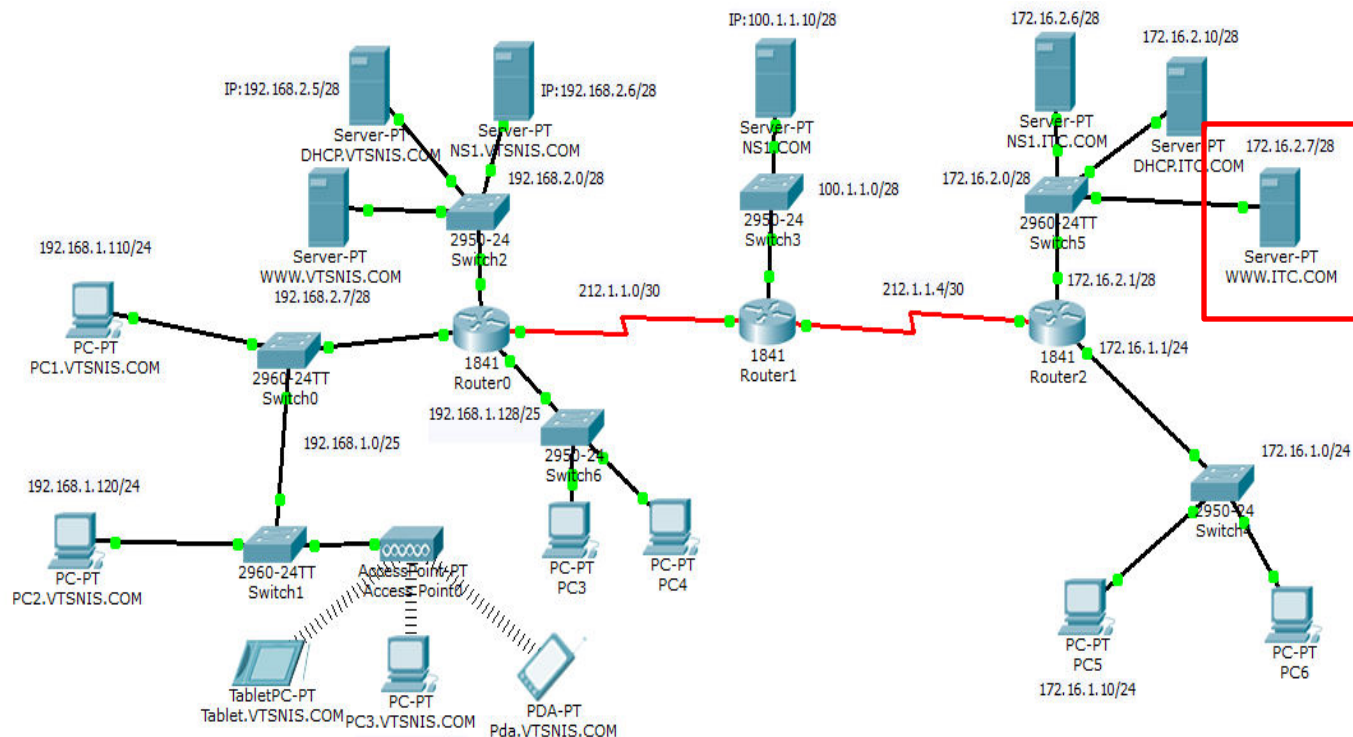 IP:192.168.2.5/28
Server-PT
DHCP.VTSNIS.COM
IP:192.168.2.6/28
Server-PT
NS1.VTSNIS.COM
192.168.2.0/28
Server-PT
WWW.VTSNIS.COM
192.168.2.7/28
2950-24
Switch2
IP:100.1.1.10/28
Server-PT
NS1.COM
100.1.1.0/28
2950-24
Switch3
172.16.2.6/28
Server-PT
NS1.ITC.COM
172.16.2.10/28
Server-PT
DHCP.ITC.COM
172.16.2.7/28
Server-PT
WWW.ITC.COM
172.16.2.0/28
2960-24TT
Switch5
172.16.2.1/28
192.168.1.110/24
PC-PT
PC1.VTSNIS.COM
2960-24TT
Switch0
1841
Router0
212.1.1.0/30
1841
Router1
212.1.1.4/30
1841
Router2
172.16.1.1/24
192.168.1.0/25
192.168.1.128/25
2950-24
Switch6
PC-PT
PC3
PC-PT
PC4
172.16.1.0/24
2950-24
Switch4
PC-PT
PC5
172.16.1.10/24
PC-PT
PC6
192.168.1.120/24
PC-PT
PC2.VTSNIS.COM
2960-24TT
Switch1
AccessPoint-PT
Access Point0
TabletPC-PT
Tablet.VTSNIS.COM
PC-PT
PC3.VTSNIS.COM
PDA-PT
Pda.VTSNIS.COM